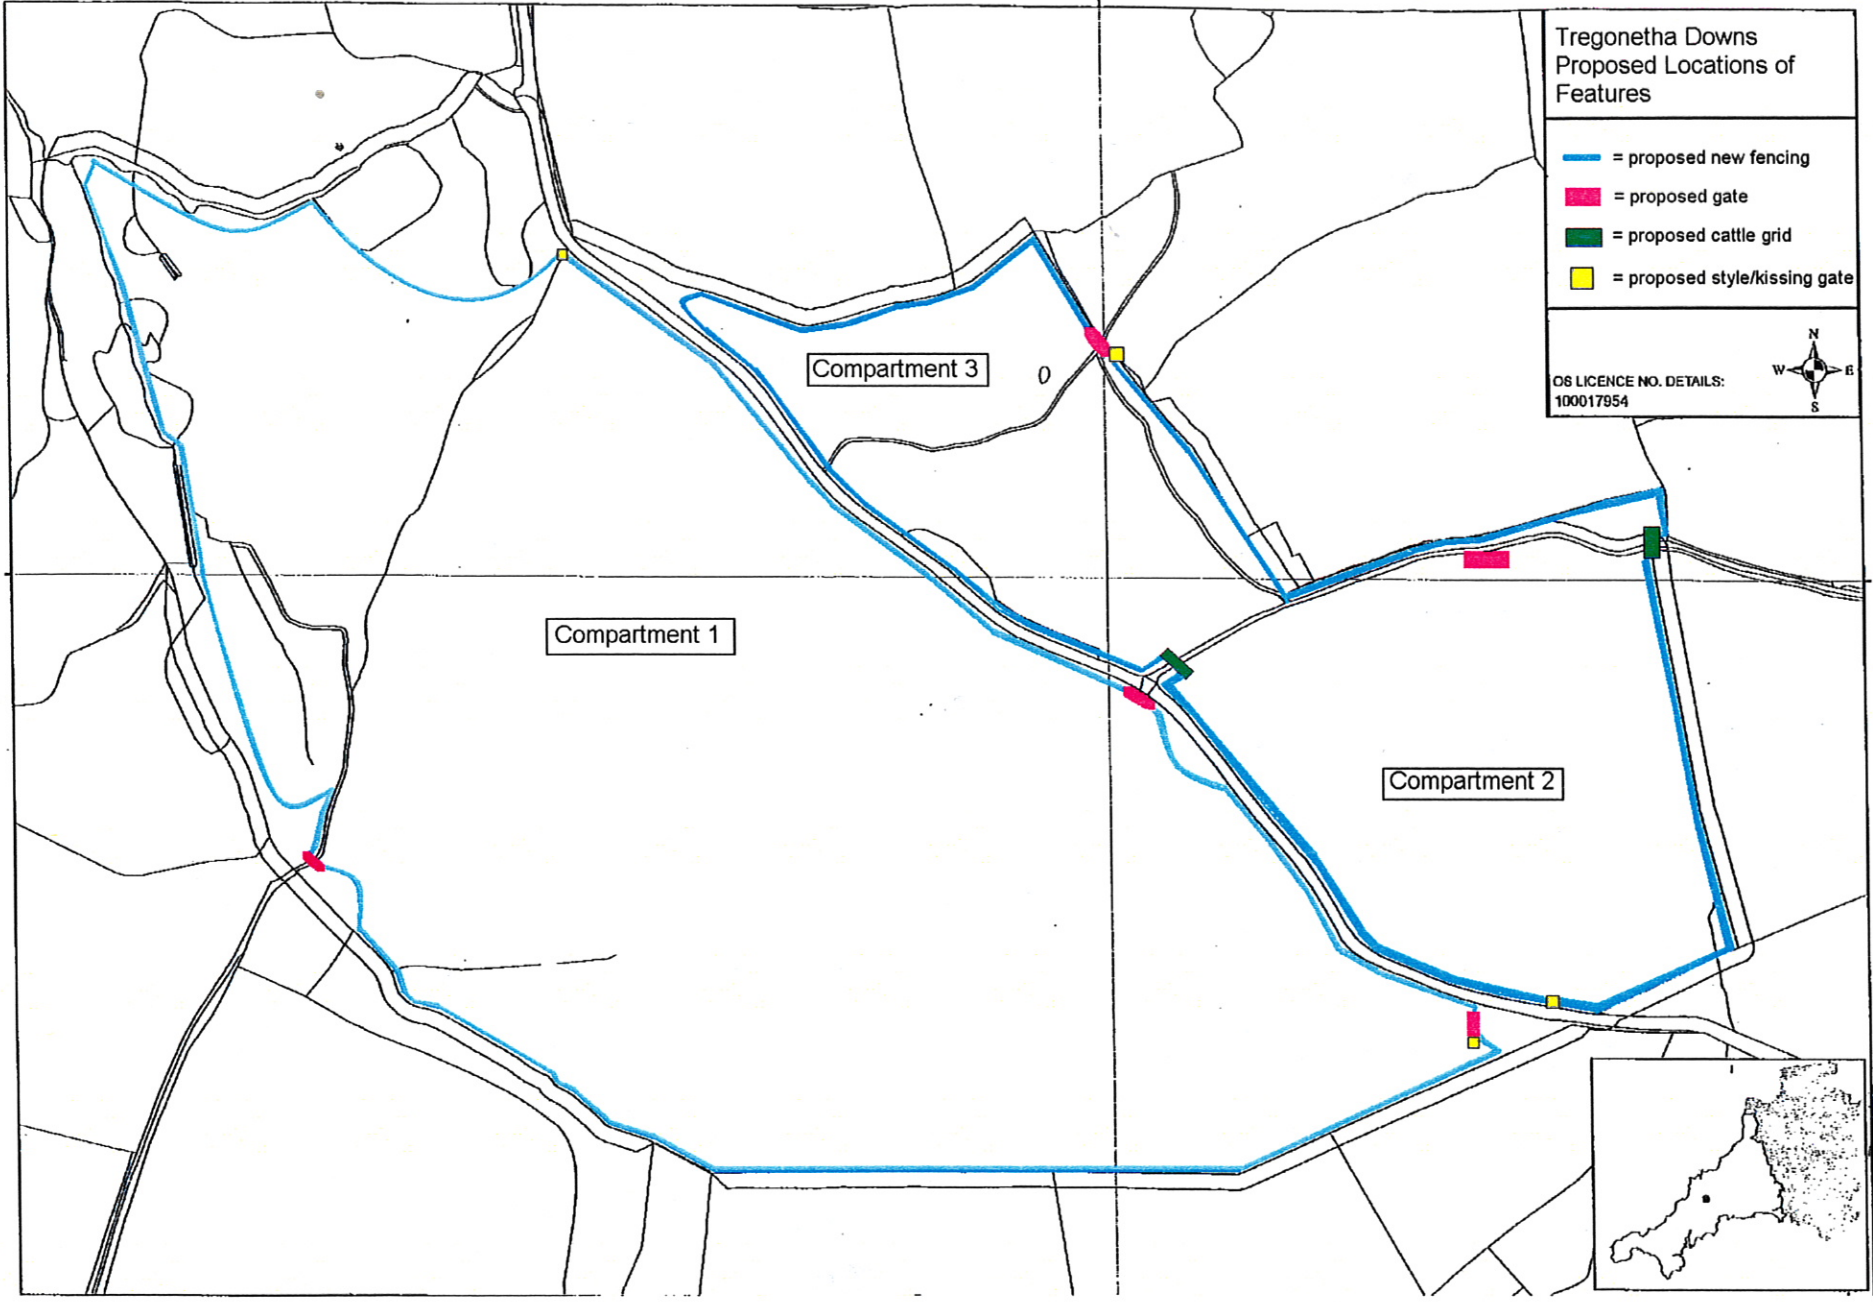 Tregonetha Downs
Proposed Locations of
Features
= proposed new fencing
= proposed gate
= proposed cattle grid
= proposed style/kissing gate
N
W E
S
OS LICENCE NO. DETAILS:
100017954
Compartment 3
Compartment 1
Compartment 2